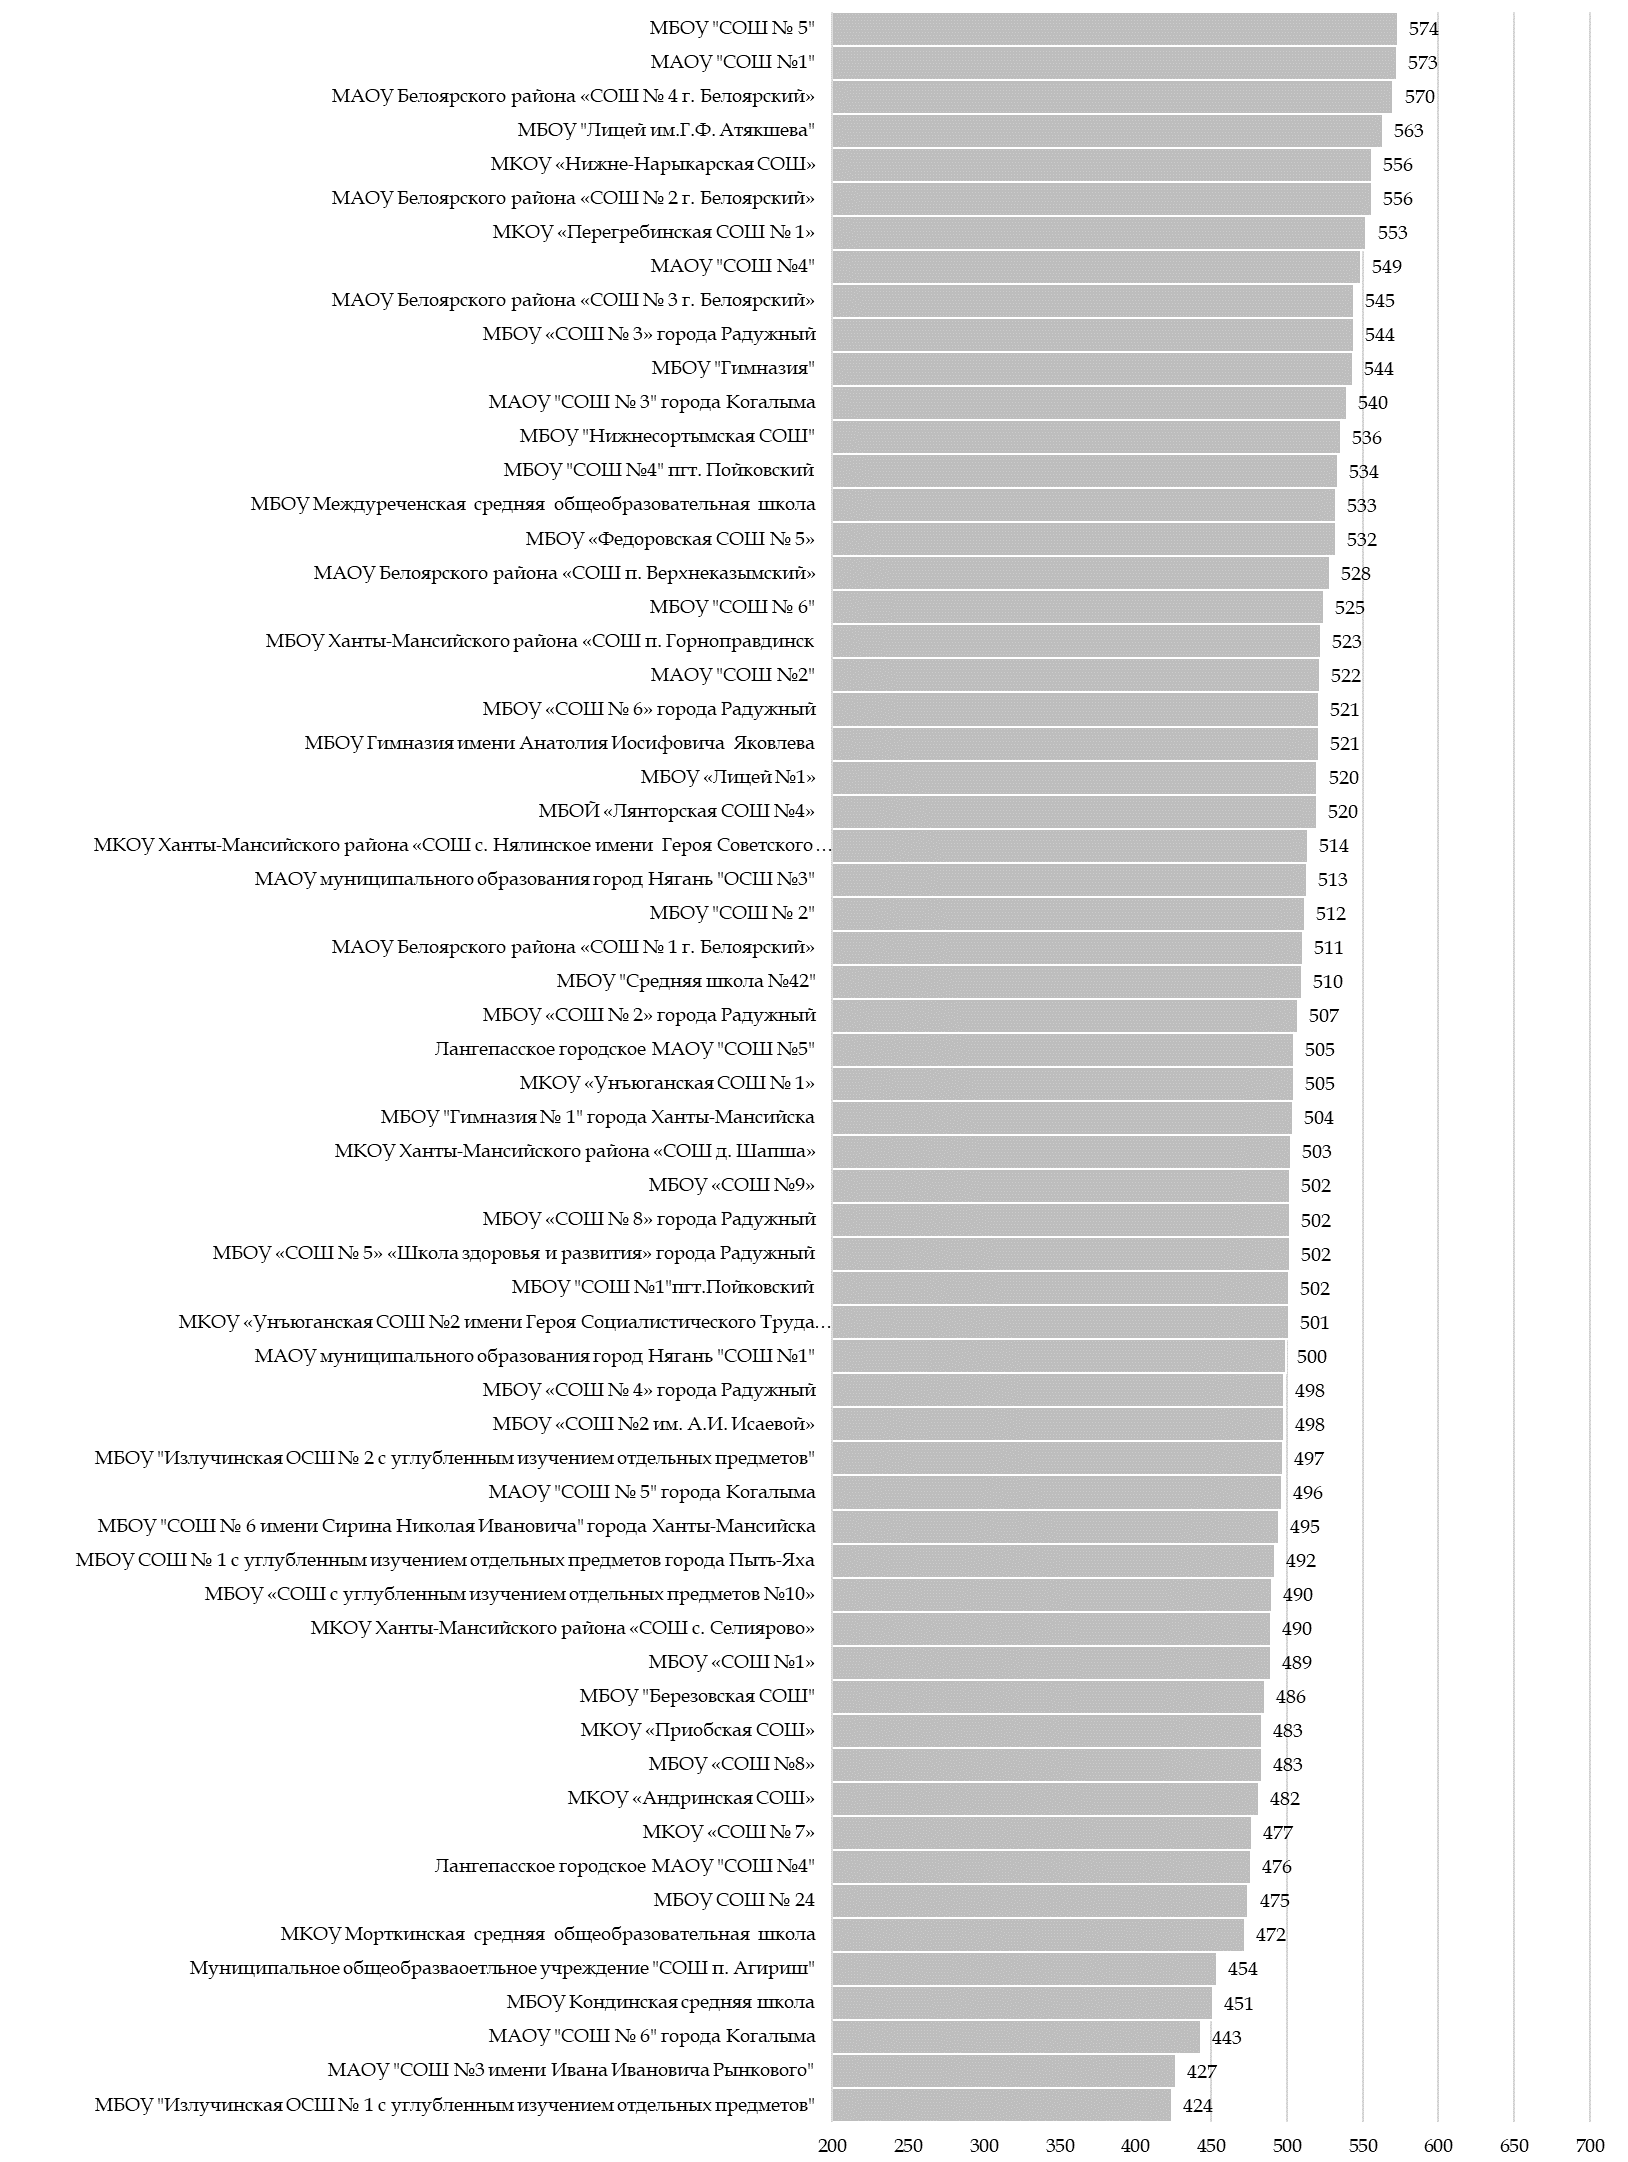 МБОУ "СОШ № 5" 574
МАОУ "СОШ №1" 573
МАОУ Белоярского района «СОШ № 4 г. Белоярский» 570
МБОУ "Лицей им.Г.Ф. Атякшева" 563
МКОУ «Нижне-Нарыкарская СОШ» 556
МАОУ Белоярского района «СОШ № 2 г. Белоярский» 556
МКОУ «Перегребинская СОШ № 1» 553
МАОУ "СОШ №4" 549
МАОУ Белоярского района «СОШ № 3 г. Белоярский» 545
МБОУ «СОШ № 3» города Радужный 544
МБОУ "Гимназия" 544
МАОУ "СОШ № 3" города Когалыма 540
МБОУ "Нижнесортымская СОШ" 536
МБОУ "СОШ №4" пгт. Пойковский 534
МБОУ Междуреченская средняя общеобразовательная школа 533
МБОУ «Федоровская СОШ № 5» 532
МАОУ Белоярского района «СОШ п. Верхнеказымский» 528
МБОУ "СОШ № 6" 525
МБОУ Ханты-Мансийского района «СОШ п. Горноправдинск 523
МАОУ "СОШ №2" 522
МБОУ «СОШ № 6» города Радужный 521
МБОУ Гимназия имени Анатолия Иосифовича Яковлева 521
МБОУ «Лицей №1» 520
МБОЙ «Лянторская СОШ №4» 520
МКОУ Ханты-Мансийского района «СОШ с. Нялинское имени Героя Советского… 514
МАОУ муниципального образования город Нягань "ОСШ №3" 513
МБОУ "СОШ № 2" 512
МАОУ Белоярского района «СОШ № 1 г. Белоярский» 511
МБОУ "Средняя школа №42" 510
МБОУ «СОШ № 2» города Радужный 507
Лангепасское городское МАОУ "СОШ №5" 505
МКОУ «Унъюганская СОШ № 1» 505
МБОУ "Гимназия № 1" города Ханты-Мансийска 504
МКОУ Ханты-Мансийского района «СОШ д. Шапша» 503
МБОУ «СОШ №9» 502
МБОУ «СОШ № 8» города Радужный 502
МБОУ «СОШ № 5» «Школа здоровья и развития» города Радужный 502
МБОУ "СОШ №1"пгт.Пойковский 502
МКОУ «Унъюганская СОШ №2 имени Героя Социалистического Труда… 501
МАОУ муниципального образования город Нягань "СОШ №1" 500
МБОУ «СОШ № 4» города Радужный 498
МБОУ «СОШ №2 им. А.И. Исаевой» 498
МБОУ "Излучинская ОСШ № 2 с углубленным изучением отдельных предметов" 497
МАОУ "СОШ № 5" города Когалыма 496
МБОУ "СОШ № 6 имени Сирина Николая Ивановича" города Ханты-Мансийска 495
МБОУ СОШ № 1 с углубленным изучением отдельных предметов города Пыть-Яха 492
МБОУ «СОШ с углубленным изучением отдельных предметов №10» 490
МКОУ Ханты-Мансийского района «СОШ с. Селиярово» 490
МБОУ «СОШ №1» 489
МБОУ "Березовская СОШ" 486
МКОУ «Приобская СОШ» 483
МБОУ «СОШ №8» 483
МКОУ «Андринская СОШ» 482
МКОУ «СОШ № 7» 477
Лангепасское городское МАОУ "СОШ №4" 476
МБОУ СОШ № 24 475
МКОУ Морткинская средняя общеобразовательная школа 472
Муниципальное общеобразваоетльное учреждение "СОШ п. Агириш" 454
МБОУ Кондинская средняя школа 451
МАОУ "СОШ № 6" города Когалыма 443
МАОУ "СОШ №3 имени Ивана Ивановича Рынкового" 427
МБОУ "Излучинская ОСШ № 1 с углубленным изучением отдельных предметов" 424
200 250 300 350 400 450 500 550 600 650 700